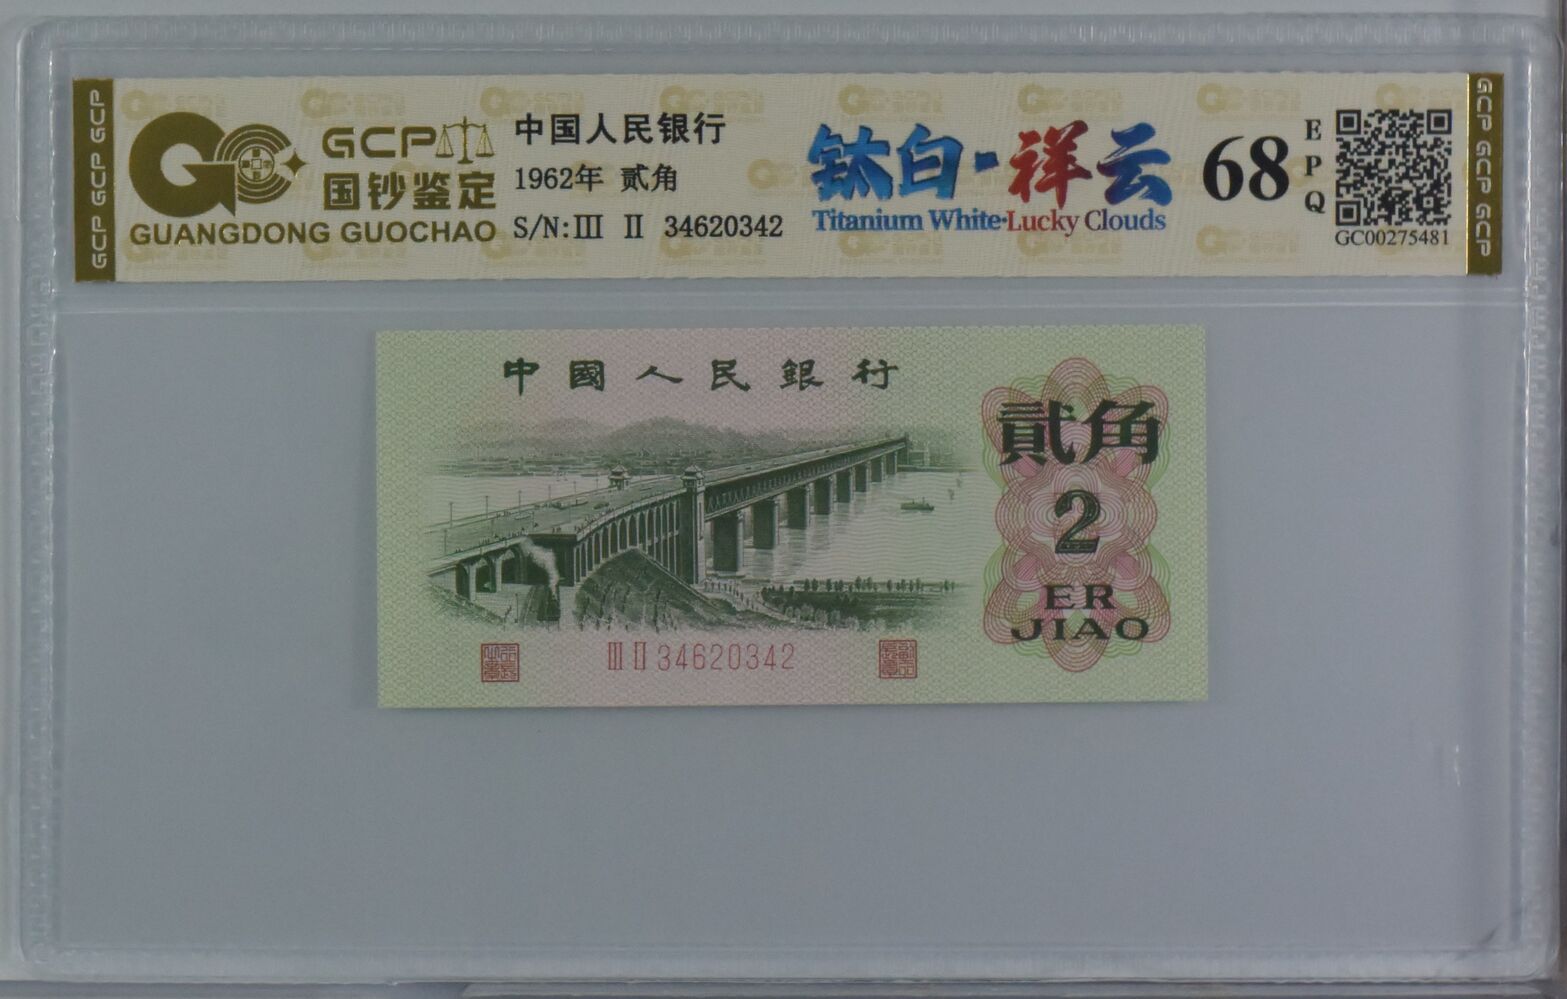 GCP GCP GCP
GCP
国钞鉴定
GUANGDONG GUOCHAO
中国人民银行
1962年 贰角
S/N:III II 34620342
钛白·祥云
Titanium White·Lucky Clouds
68
EPQ
GC00275481
GCP GCP GCP
中國人民銀行
貳角
2
ER
JIAO
III II 34620342